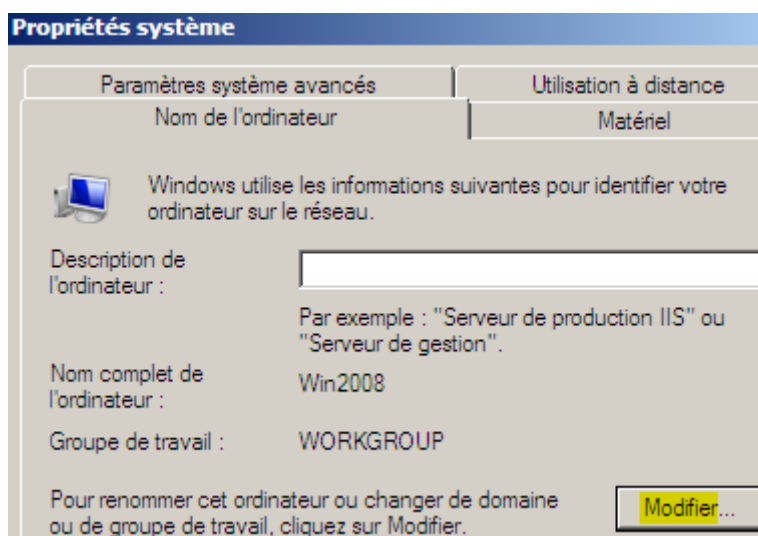 Propriétés système
Paramètres système avancés
Utilisation à distance
Nom de l'ordinateur
Matériel
Windows utilise les informations suivantes pour identifier votre
ordinateur sur le réseau.
Description de
l'ordinateur :
Par exemple : "Serveur de production IIS" ou
"Serveur de gestion".
Nom complet de
l'ordinateur :
Win2008
Groupe de travail :
WORKGROUP
Pour renommer cet ordinateur ou changer de domaine
ou de groupe de travail, cliquez sur Modifier.
Modifier...